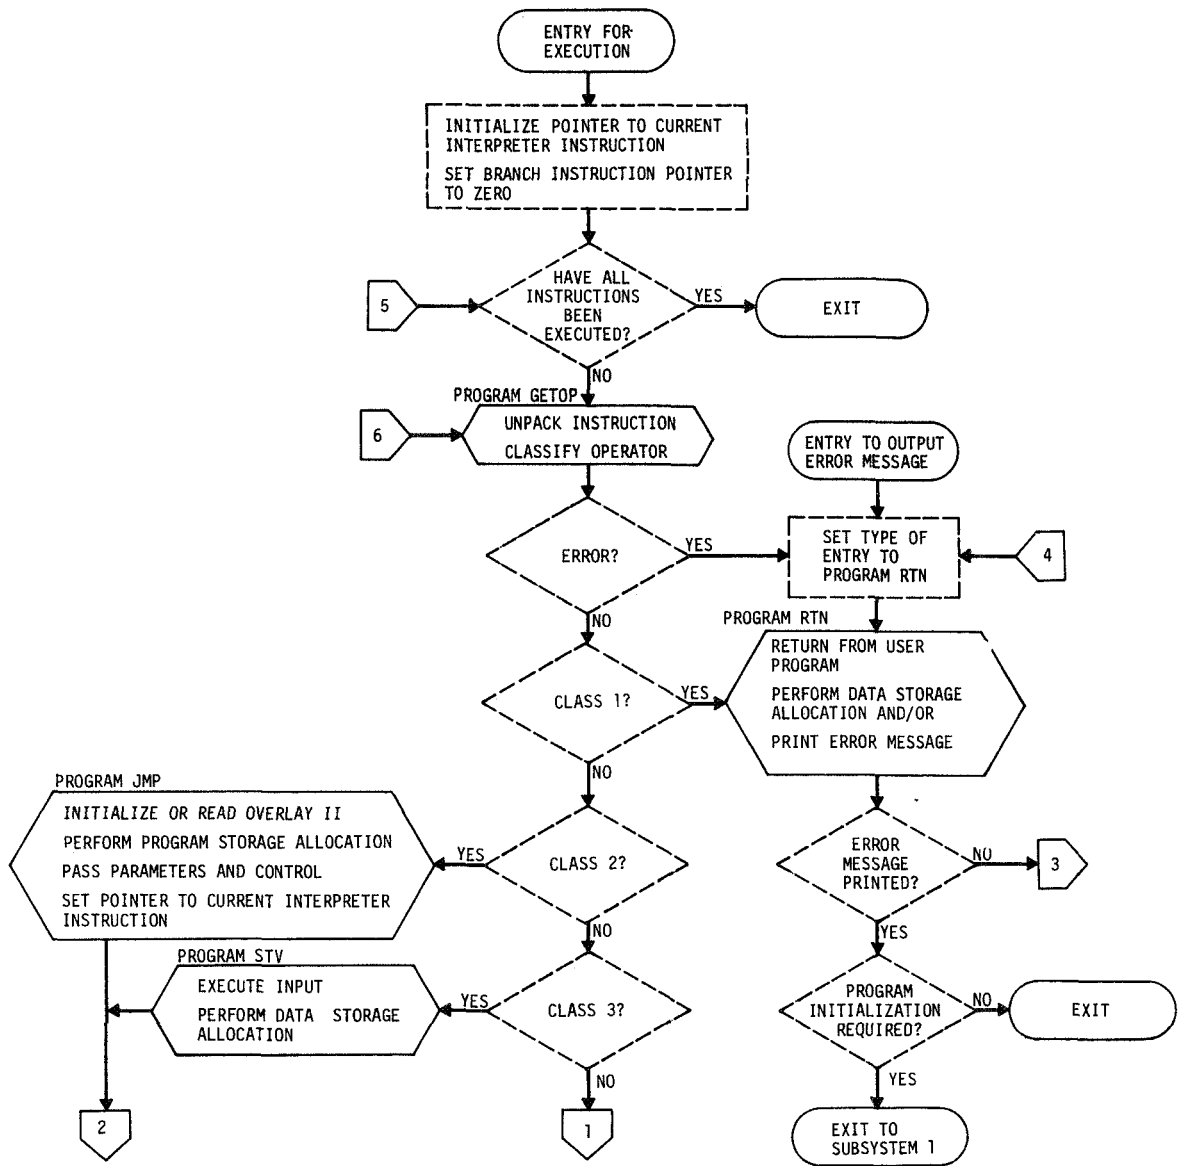 ENTRY FOR
EXECUTION
INITIALIZE POINTER TO CURRENT
INTERPRETER INSTRUCTION
SET BRANCH INSTRUCTION POINTER
TO ZERO
5
HAVE ALL
INSTRUCTIONS
BEEN
EXECUTED?
YES
EXIT
NO
PROGRAM GETOP
6
UNPACK INSTRUCTION
CLASSIFY OPERATOR
ENTRY TO OUTPUT
ERROR MESSAGE
ERROR?
YES
SET TYPE OF
ENTRY TO
PROGRAM RTN
4
NO
PROGRAM RTN
CLASS 1?
YES
RETURN FROM USER
PROGRAM
PERFORM DATA STORAGE
ALLOCATION AND/OR
PRINT ERROR MESSAGE
NO
PROGRAM JMP
INITIALIZE OR READ OVERLAY II
PERFORM PROGRAM STORAGE ALLOCATION
PASS PARAMETERS AND CONTROL
SET POINTER TO CURRENT INTERPRETER
INSTRUCTION
YES
CLASS 2?
ERROR
MESSAGE
PRINTED?
NO
3
NO
YES
PROGRAM STV
EXECUTE INPUT
PERFORM DATA STORAGE
ALLOCATION
YES
CLASS 3?
PROGRAM
INITIALIZATION
REQUIRED?
NO
EXIT
NO
YES
2
1
EXIT TO
SUBSYSTEM 1